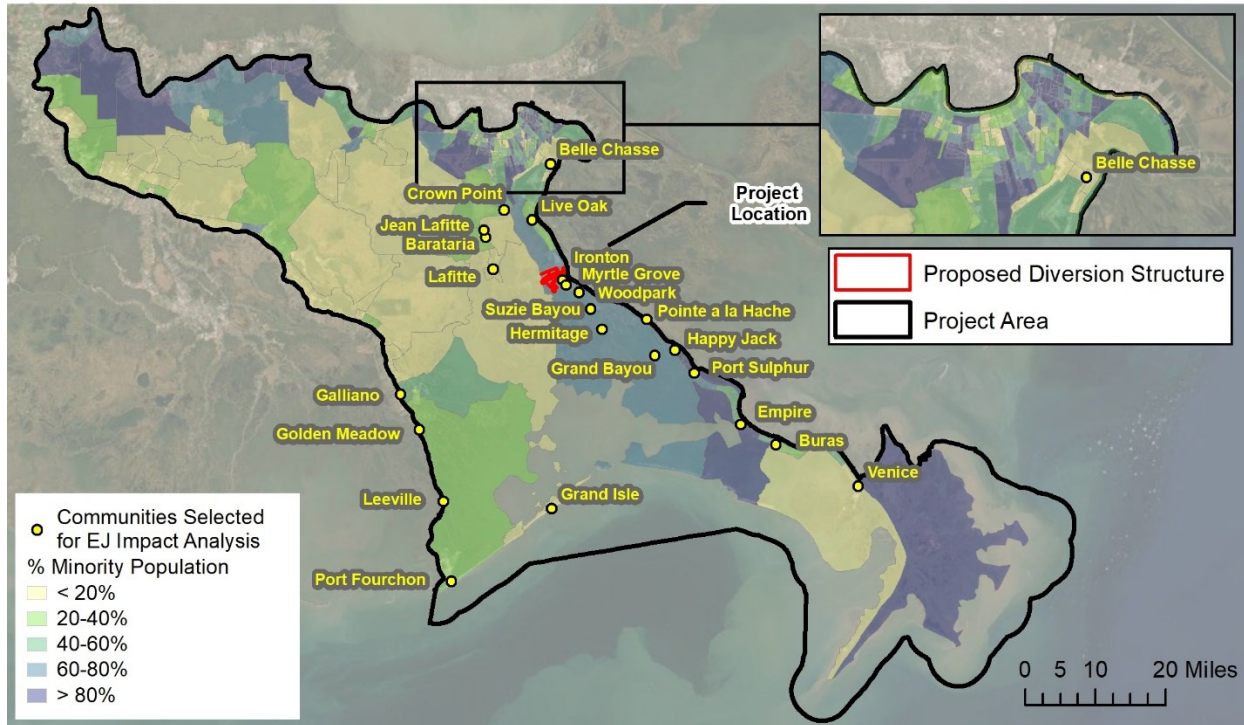 Belle Chasse
Belle Chasse
Crown Point
Project
Location
Live Oak
Jean Lafitte
Barataria
Ironton
Lafitte
Myrtle Grove
Woodpark
Proposed Diversion Structure
Suzie Bayou
Pointe a la Hache
Project Area
Hermitage
Happy Jack
Grand Bayou
Port Sulphur
Galliano
Empire
Golden Meadow
Buras
Venice
Leeville
Grand Isle
Port Fourchon
Communities Selected
for EJ Impact Analysis
% Minority Population
< 20%
20-40%
40-60%
60-80%
> 80%
0 5 10 20 Miles